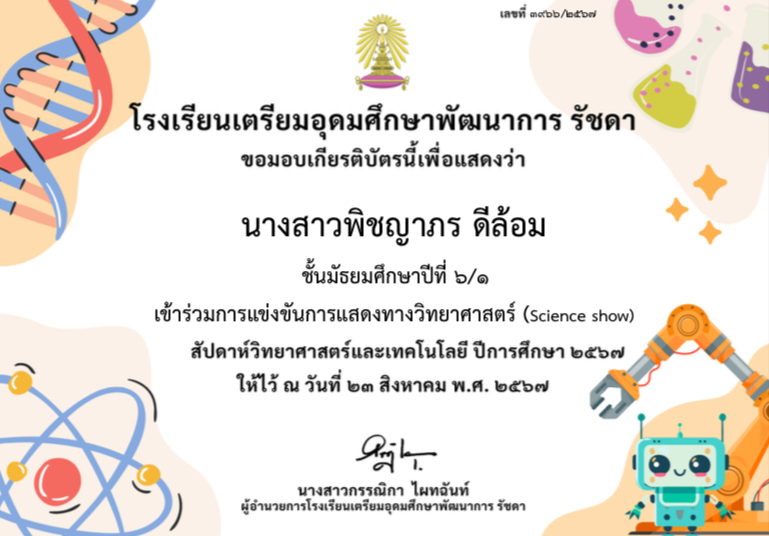 เลขที่ ๓๙๖๖/๒๕๖๗
โรงเรียนเตรียมอุดมศึกษาพัฒนาการ รัชดา
ขอมอบเกียรติบัตรนี้เพื่อแสดงว่า
นางสาวพิชญาภร ดีล้อม
ชั้นมัธยมศึกษาปีที่ ๖/๑
เข้าร่วมการแข่งขันการแสดงทางวิทยาศาสตร์ (Science show)
สัปดาห์วิทยาศาสตร์และเทคโนโลยี ปีการศึกษา ๒๕๖๗
ให้ไว้ ณ วันที่ ๒๓ สิงหาคม พ.ศ. ๒๕๖๗
นางสาวกรรณิกา ไผทฉันท์
ผู้อำนวยการโรงเรียนเตรียมอุดมศึกษาพัฒนาการ รัชดา